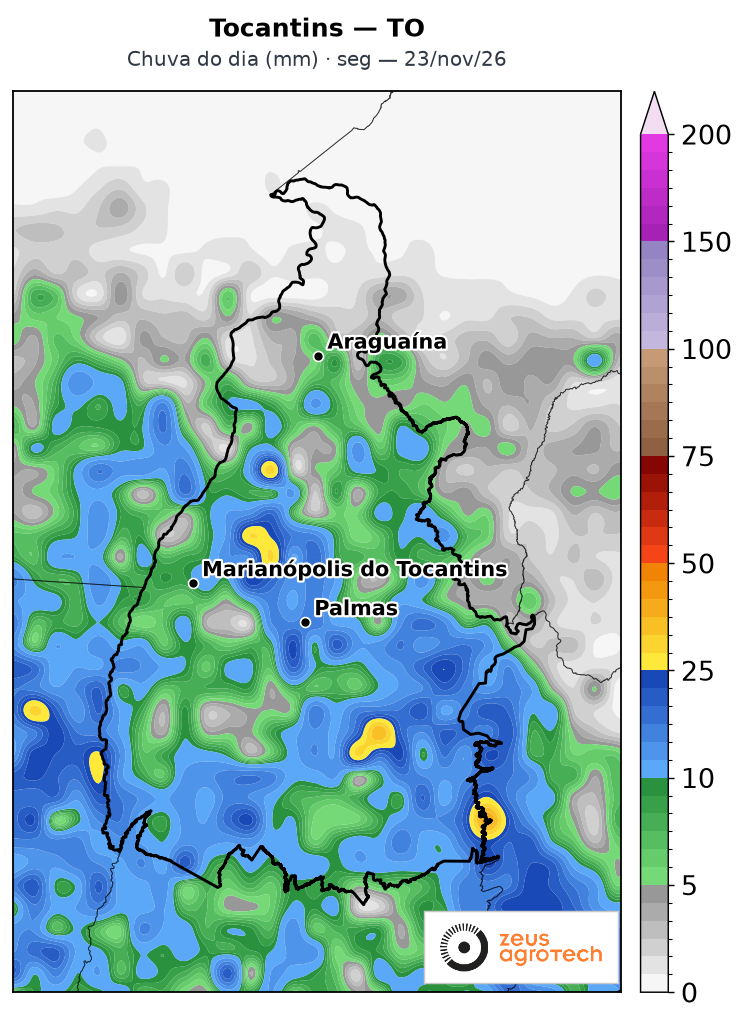 Tocantins — TO
Chuva do dia (mm) · seg — 23/nov/26
200
150
100
75
50
25
10
5
0
Araguaína
Marianópolis do Tocantins
Palmas
zeus
agrotech